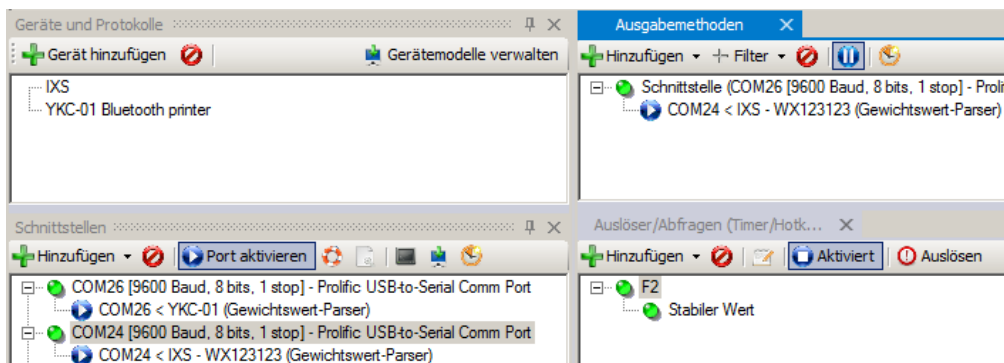 Geräte und Protokolle
Gerät hinzufügen Gerätemodelle verwalten
IXS
YKC-01 Bluetooth printer
Ausgabemethoden
Hinzufügen Filter
Schnittstelle (COM26 [9600 Baud, 8 bits, 1 stop] - Prolif
COM24 < IXS - WX123123 (Gewichtswert-Parser)
Schnittstellen
Hinzufügen Port aktivieren
COM26 [9600 Baud, 8 bits, 1 stop] - Prolific USB-to-Serial Comm Port
COM26 < YKC-01 (Gewichtswert-Parser)
COM24 [9600 Baud, 8 bits, 1 stop] - Prolific USB-to-Serial Comm Port
COM24 < IXS - WX123123 (Gewichtswert-Parser)
Auslöser/Abfragen (Timer/Hotk...
Hinzufügen Aktiviert Auslösen
F2
Stabiler Wert